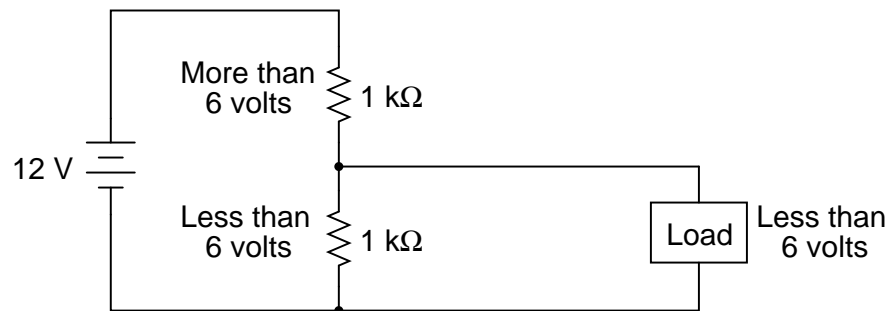 More than
6 volts
1 kΩ
12 V
Less than
6 volts
1 kΩ
Load
Less than
6 volts